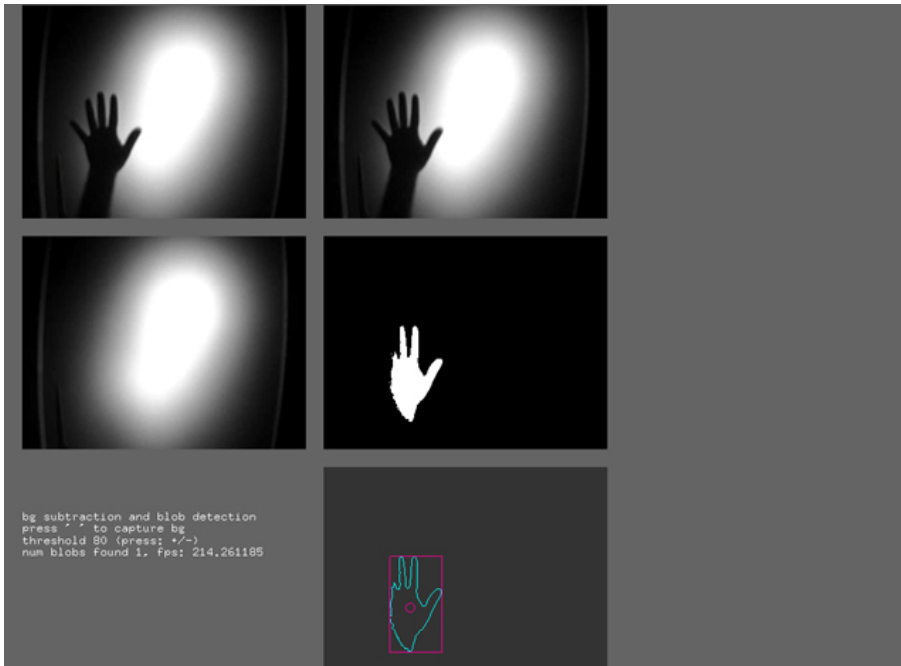 bg subtraction and blob detection
press ' ' to capture bg
threshold 80 (press: +/-)
num blobs found 1, fps: 214.261185